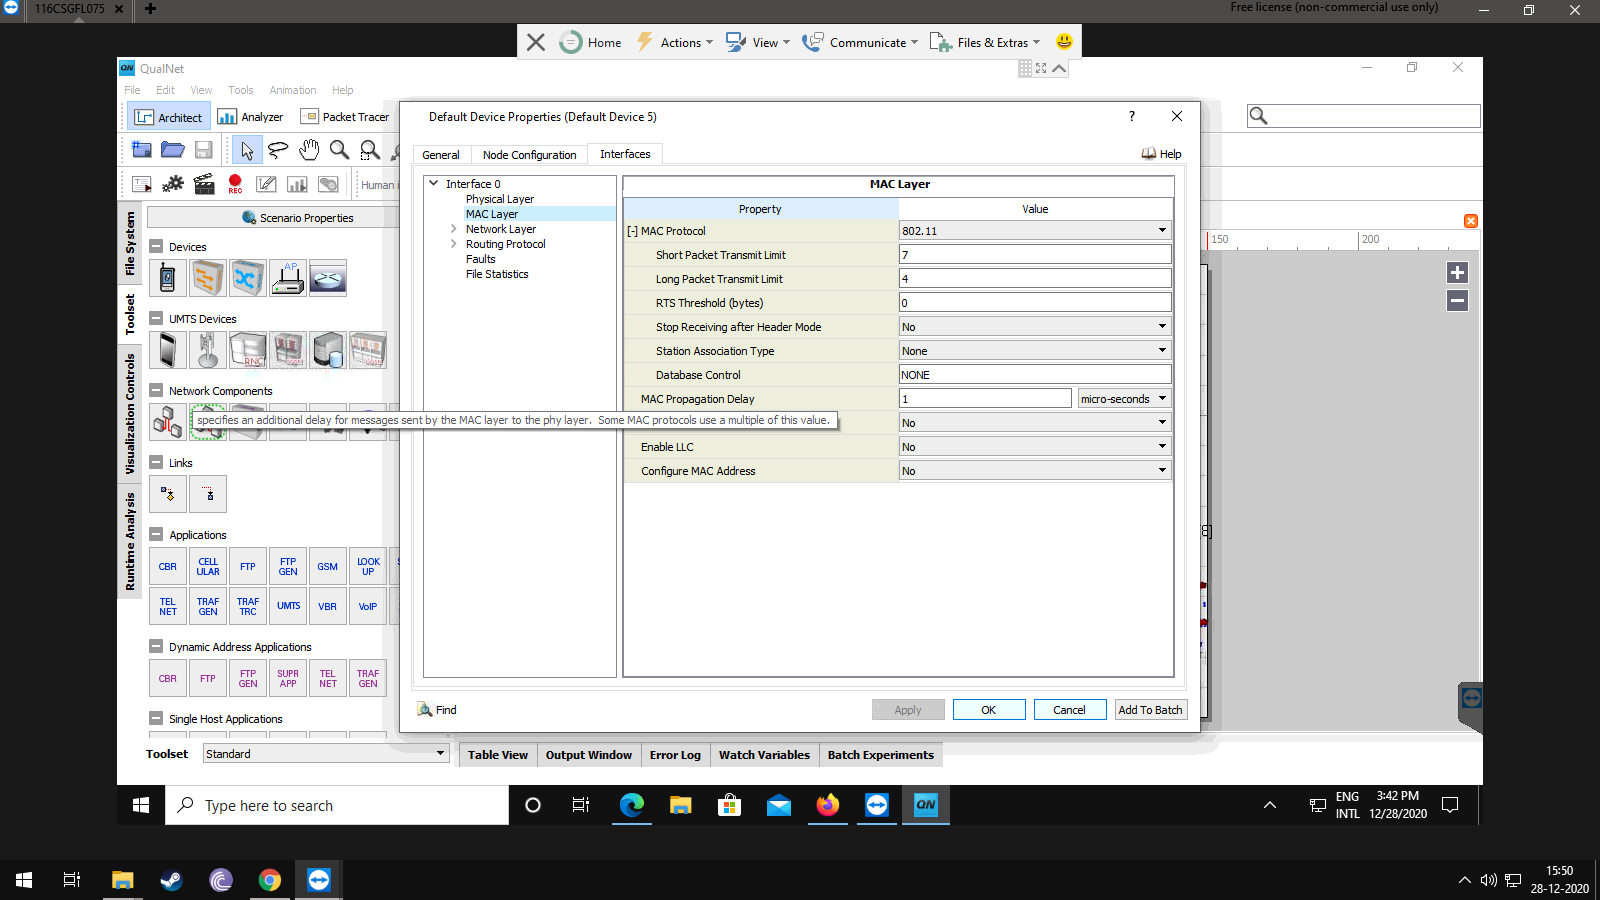 116CSGFL075
Free license (non-commercial use only)
Home
Actions
View
Communicate
Files & Extras
QN
QualNet
File Edit View Tools Animation Help
Architect
Analyzer
Packet Tracer
REC
Human i
Default Device Properties (Default Device 5)
?
General
Node Configuration
Interfaces
Help
Interface 0
Physical Layer
MAC Layer
Network Layer
Routing Protocol
Faults
File Statistics
MAC Layer
Property Value
[-] MAC Protocol 802.11
Short Packet Transmit Limit 7
Long Packet Transmit Limit 4
RTS Threshold (bytes) 0
Stop Receiving after Header Mode No
Station Association Type None
Database Control NONE
MAC Propagation Delay 1 micro-seconds
specifies an additional delay for messages sent by the MAC layer to the phy layer. Some MAC protocols use a multiple of this value.
No
Enable LLC No
Configure MAC Address No
Find
Apply
OK
Cancel
Add To Batch
File System
Toolset
Visualization Controls
Runtime Analysis
Scenario Properties
Devices
AP
UMTS Devices
RNC
Network Components
Links
Applications
CBR
CELL
ULAR
FTP
FTP
GEN
GSM
LOOK
UP
TEL
NET
TRAF
GEN
TRAF
TRC
UMTS
VBR
VoIP
Dynamic Address Applications
CBR
FTP
FTP
GEN
SUPR
APP
TEL
NET
TRAF
GEN
Single Host Applications
Toolset Standard
Table View
Output Window
Error Log
Watch Variables
Batch Experiments
150
200
Type here to search
QN
ENG
INTL
3:42 PM
12/28/2020
15:50
28-12-2020